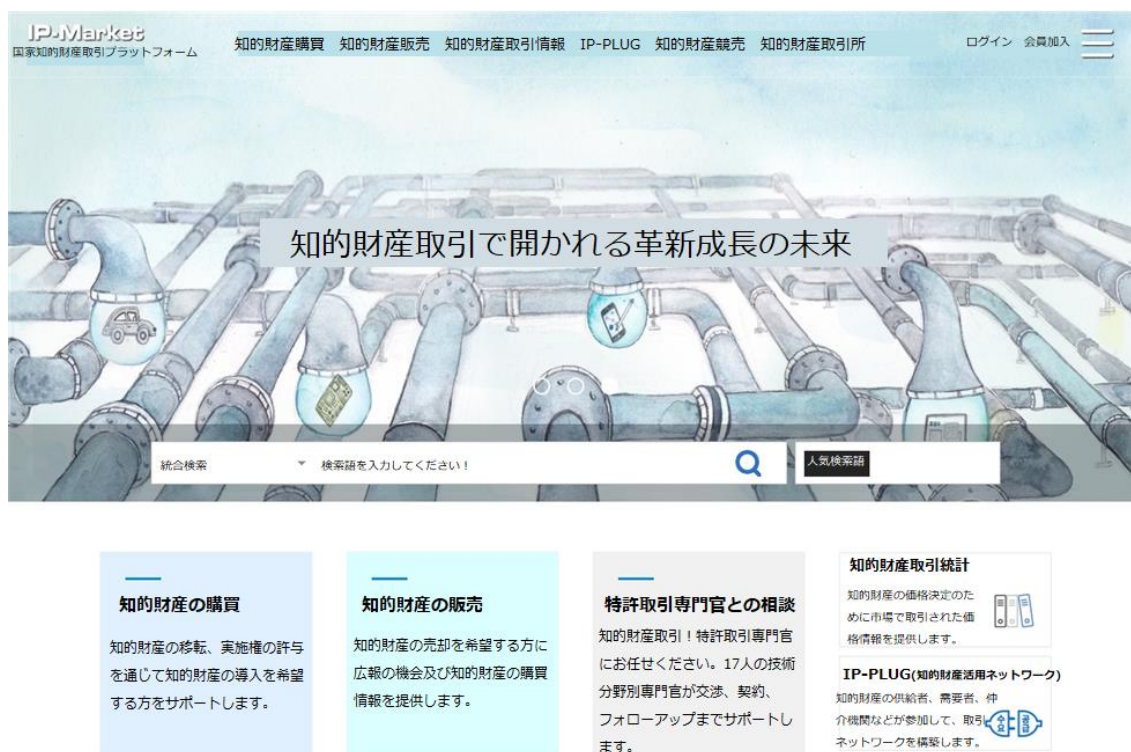 IP-Market
国家知的財産取引プラットフォーム
知的財産購買 知的財産販売 知的財産取引情報 IP-PLUG 知的財産競売 知的財産取引所
ログイン 会員加入
知的財産取引で開かれる革新成長の未来
統合検索
検索語を入力してください!
人気検索語
知的財産の購買
知的財産の移転、実施権の許与
を通じて知的財産の導入を希望
する方をサポートします。
知的財産の販売
知的財産の売却を希望する方に
広報の機会及び知的財産の購買
情報を提供します。
特許取引専門官との相談
知的財産取引!特許取引専門官
にお任せください。17人の技術
分野別専門官が交渉、契約、
フォローアップまでサポートし
ます。
知的財産取引統計
知的財産の価格決定のた
めに市場で取引された価
格情報を提供します。
IP-PLUG(知的財産活用ネットワーク)
知的財産の供給者、需要者、仲
介機関などが参加して、取引
ネットワークを構築します。
수요 공급